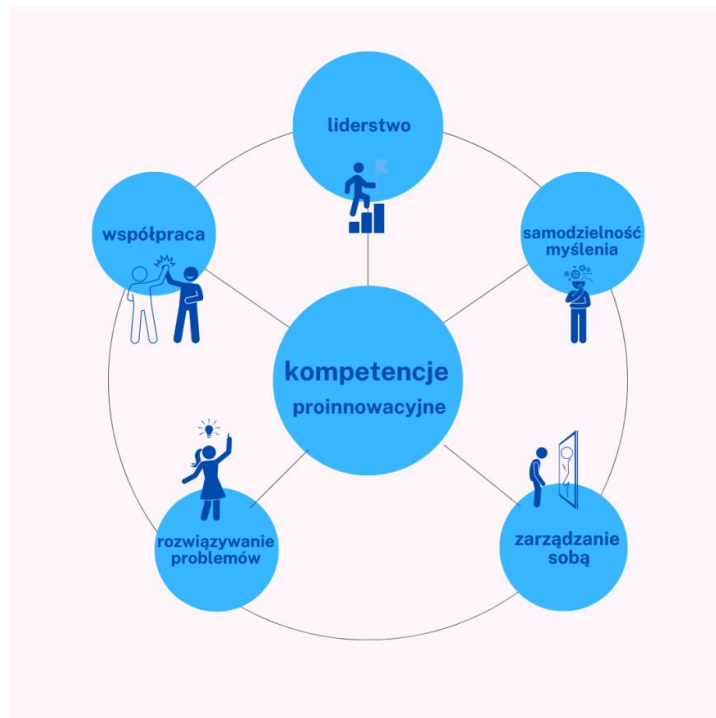 liderstwo
współpraca
samodzielność
myślenia
kompetencje
proinnowacyjne
rozwiązywanie
problemów
zarządzanie
sobą